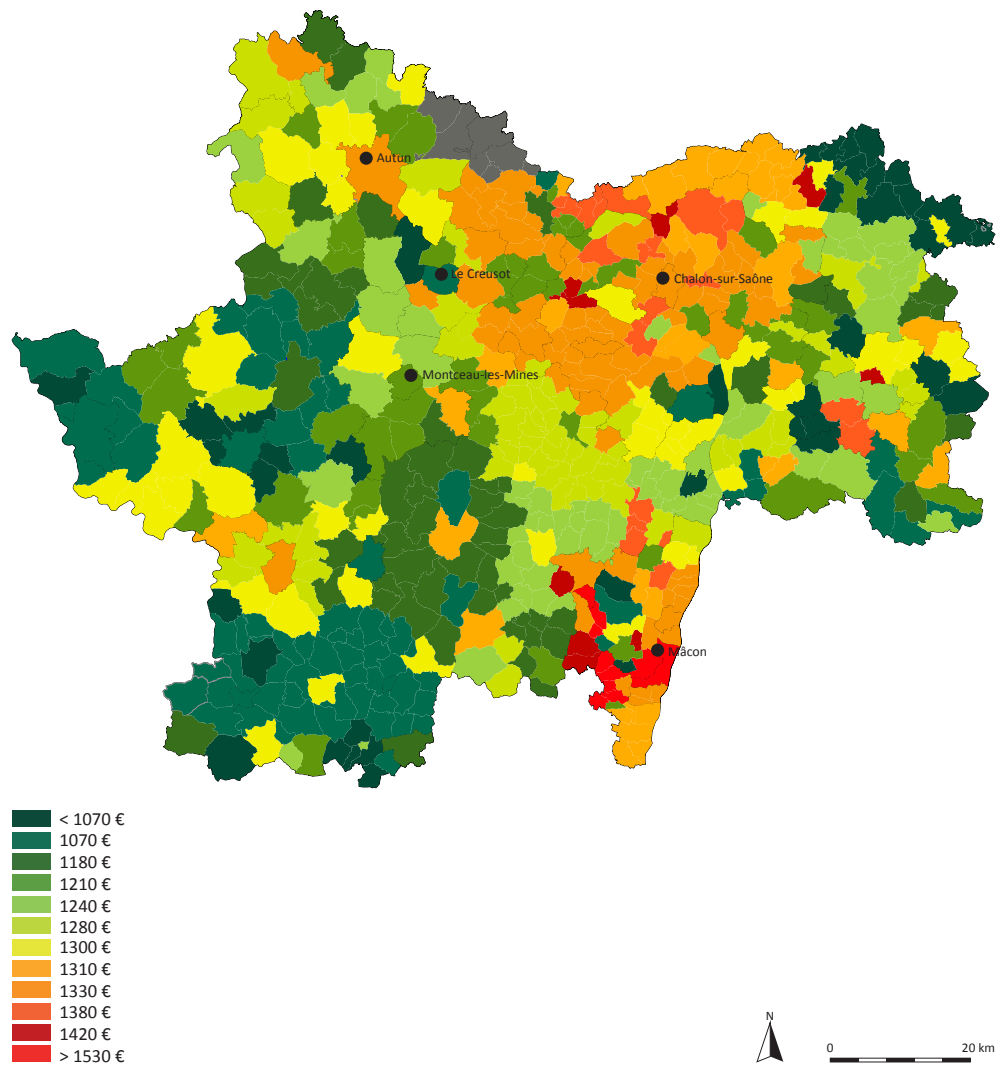 Autun
Le Creusot
Chalon-sur-Saône
Montceau-les-Mines
Mâcon
< 1070 €
1070 €
1180 €
1210 €
1240 €
1280 €
1300 €
1310 €
1330 €
1380 €
1420 €
> 1530 €
N
0 20 km